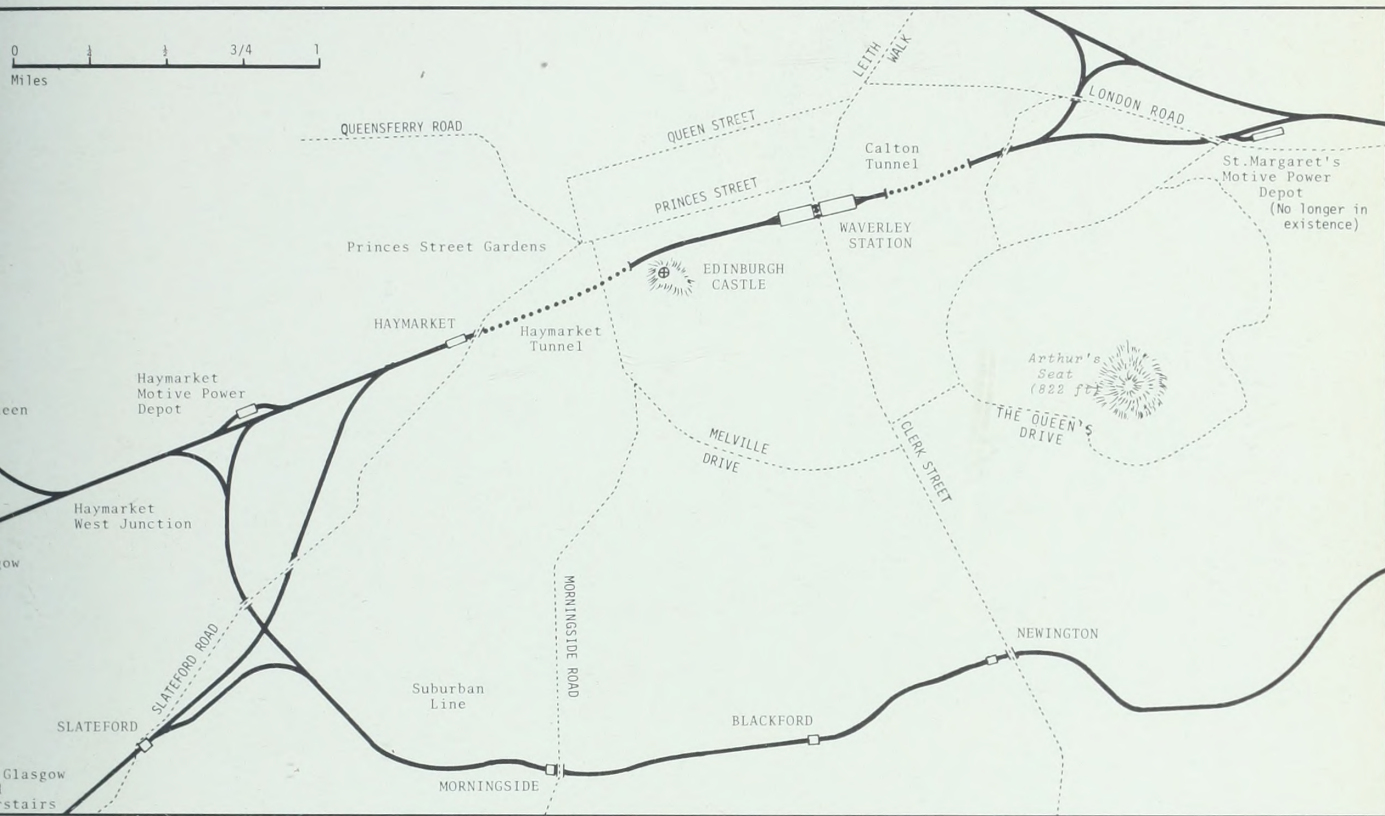 0 ¼ ½ 3/4 1
Miles
LEITH
WALK
QUEENSFERRY ROAD
QUEEN STREET
LONDON ROAD
Calton
Tunnel
St.Margaret's
Motive Power
Depot
(No longer in
existence)
PRINCES STREET
WAVERLEY
STATION
Princes Street Gardens
EDINBURGH
CASTLE
HAYMARKET
Haymarket
Tunnel
Arthur's
Seat
(822 ft)
Haymarket
Motive Power
Depot
een
THE QUEEN'S
DRIVE
MELVILLE
DRIVE
CLERK STREET
Haymarket
West Junction
ow
MORNINGSIDE ROAD
SLATEFORD ROAD
NEWINGTON
Suburban
Line
SLATEFORD
BLACKFORD
MORNINGSIDE
Glasgow
rstairs